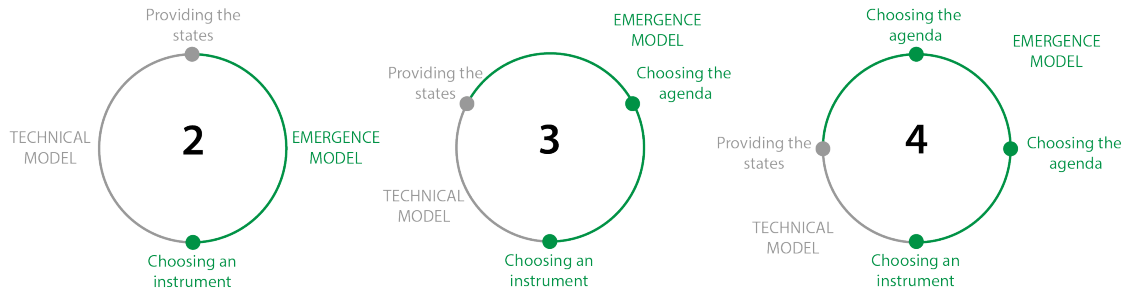 Providing the
states
TECHNICAL
MODEL
2
EMERGENCE
MODEL
Choosing an
instrument
EMERGENCE
MODEL
Providing the
states
Choosing the
agenda
3
TECHNICAL
MODEL
Choosing an
instrument
Choosing the
agenda
EMERGENCE
MODEL
Providing the
states
4
Choosing the
agenda
TECHNICAL
MODEL
Choosing an
instrument